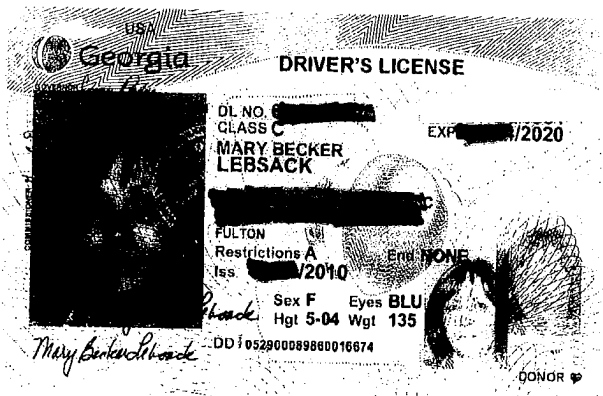 USA
Georgia
DRIVER'S LICENSE
DL NO.
CLASS C
EXP /2020
MARY BECKER
LEBSACK
FULTON
Restrictions A
End NONE
Iss /2010
Sex F Eyes BLU
Hgt 5-04 Wgt 135
DD
Mary Becker Lebsack
DONOR